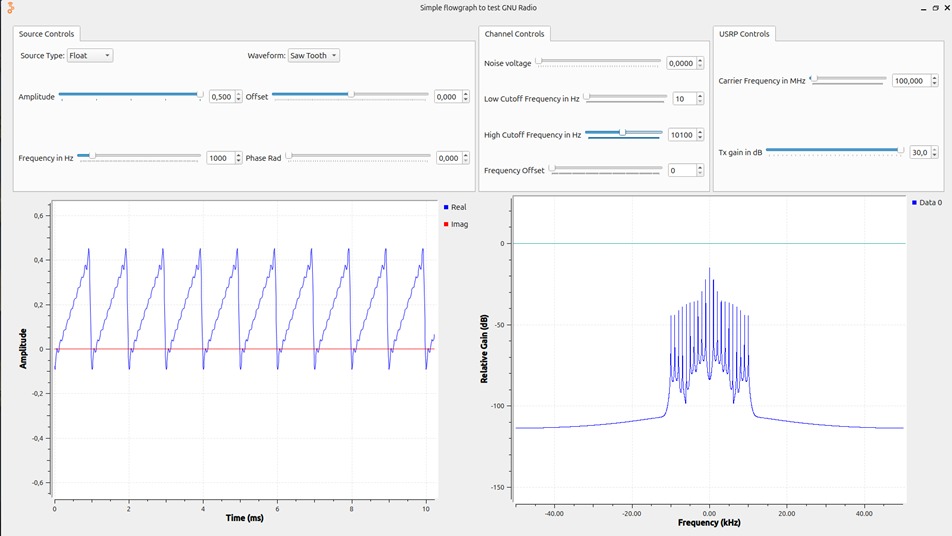 Simple flowgraph to test GNU Radio
Source Controls
Source Type: Float
Waveform: Saw Tooth
Amplitude 0,500
Offset 0,000
Frequency in Hz 1000
Phase Rad 0,000
Channel Controls
Noise voltage 0,0000
Low Cutoff Frequency in Hz 10
High Cutoff Frequency in Hz 10100
Frequency Offset 0
USRP Controls
Carrier Frequency in MHz 100,000
Tx gain in dB 30,0
Real
Imag
Amplitude
0,6
0,4
0,2
0
-0,2
-0,4
-0,6
0 2 4 6 8 10
Time (ms)
Data 0
Relative Gain (dB)
0
-50
-100
-150
-40.00 -20.00 0.00 20.00 40.00
Frequency (kHz)